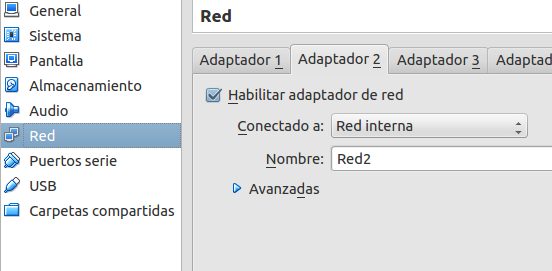 General
Sistema
Pantalla
Almacenamiento
Audio
Red
Puertos serie
USB
Carpetas compartidas
Red
Adaptador 1 Adaptador 2 Adaptador 3 Adaptad
Habilitar adaptador de red
Conectado a: Red interna
Nombre: Red2
Avanzadas